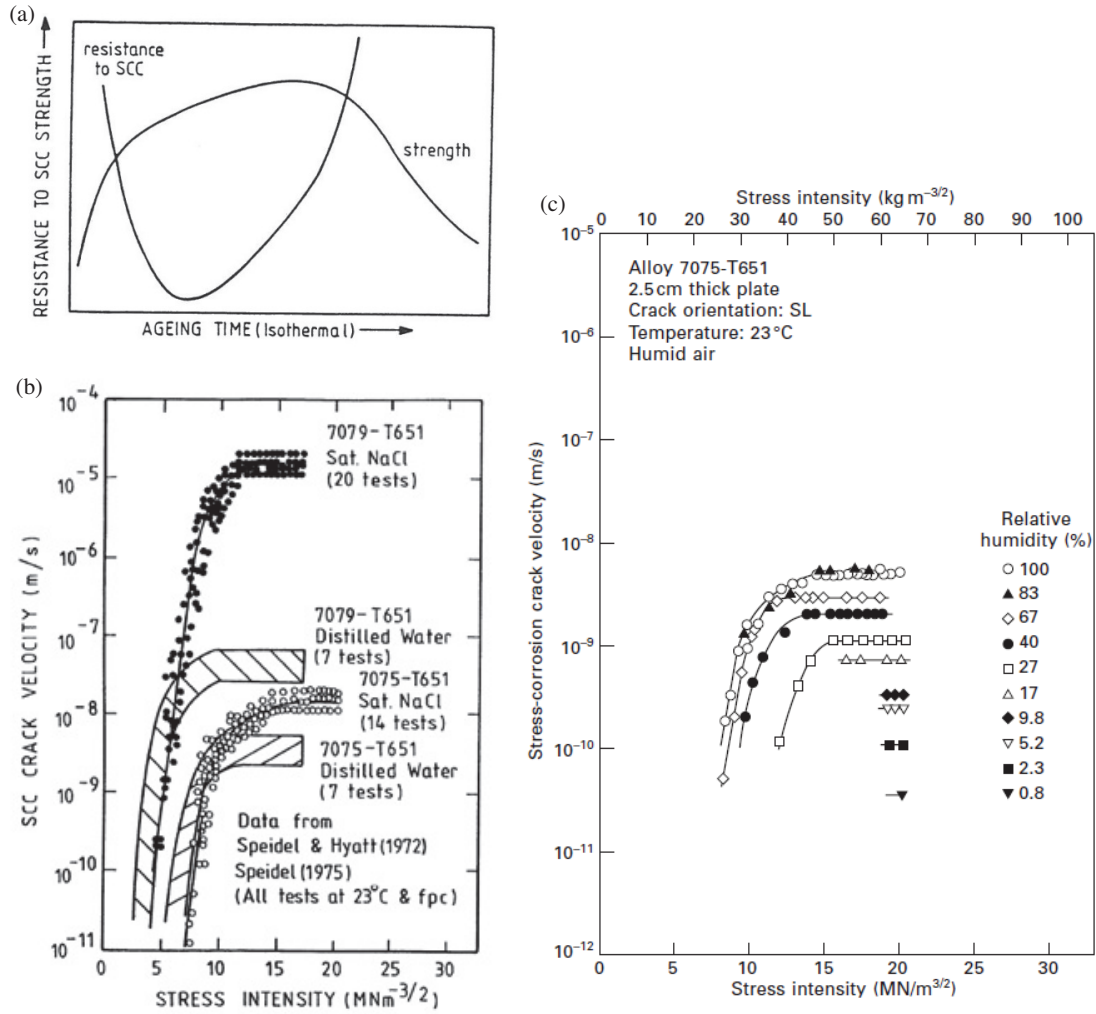 (a)
RESISTANCE TO SCC STRENGTH
resistance
to SCC
strength
AGEING TIME (Isothermal)
(b)
SCC CRACK VELOCITY (m/s)
10⁻⁴
10⁻⁵
10⁻⁶
10⁻⁷
10⁻⁸
10⁻⁹
10⁻¹⁰
10⁻¹¹
7079-T651
Sat. NaCl
(20 tests)
7079-T651
Distilled Water
(7 tests)
7075-T651
Sat. NaCl
(14 tests)
7075-T651
Distilled Water
(7 tests)
Data from
Speidel & Hyatt (1972)
Speidel (1975)
(All tests at 23°C & fpc)
0 5 10 15 20 25 30
STRESS INTENSITY (MNm⁻³/²)
(c)
Stress intensity (kg m⁻³/²)
0 10 20 30 40 50 60 70 80 90 100
Stress-corrosion crack velocity (m/s)
10⁻⁵
10⁻⁶
10⁻⁷
10⁻⁸
10⁻⁹
10⁻¹⁰
10⁻¹¹
10⁻¹²
Alloy 7075-T651
2.5 cm thick plate
Crack orientation: SL
Temperature: 23 °C
Humid air
Relative
humidity (%)
100
83
67
40
27
17
9.8
5.2
2.3
0.8
0 5 10 15 20 25 30
Stress intensity (MN/m³/²)